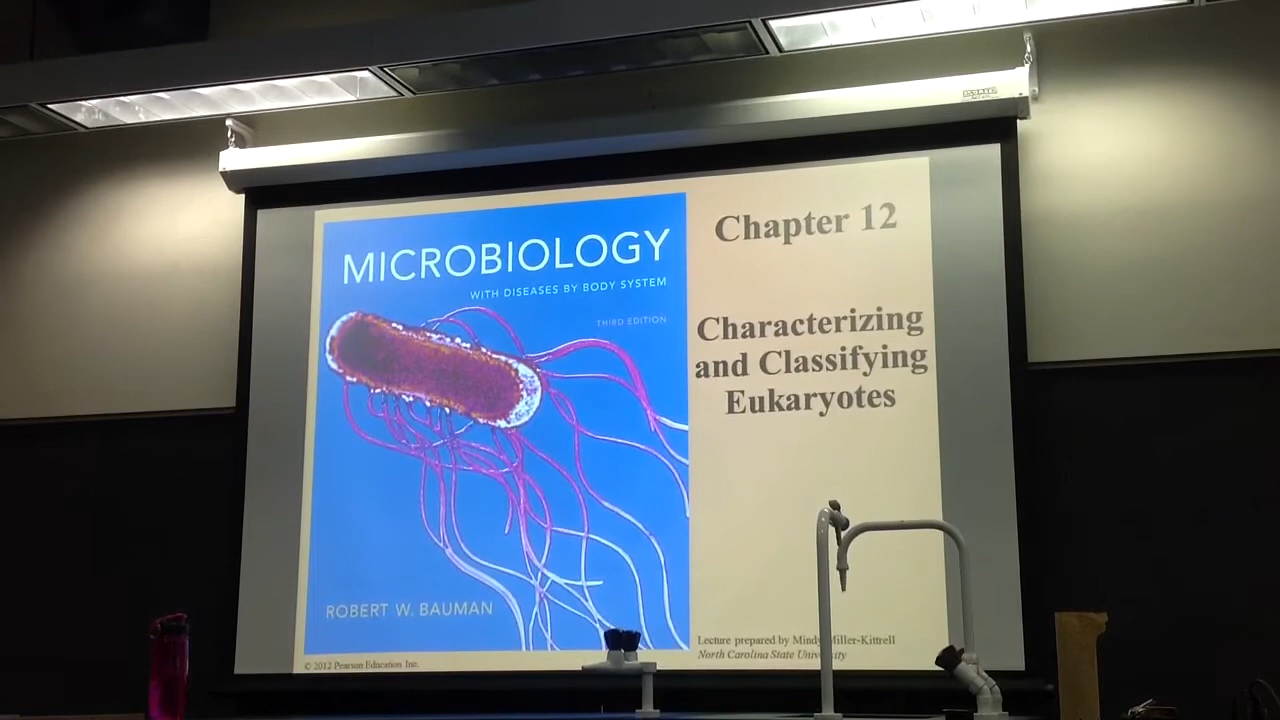 MICROBIOLOGY
WITH DISEASES BY BODY SYSTEM
THIRD EDITION
ROBERT W. BAUMAN
© 2012 Pearson Education Inc.
Chapter 12
Characterizing
and Classifying
Eukaryotes
Lecture prepared by Mindy Miller-Kittrell
North Carolina State University